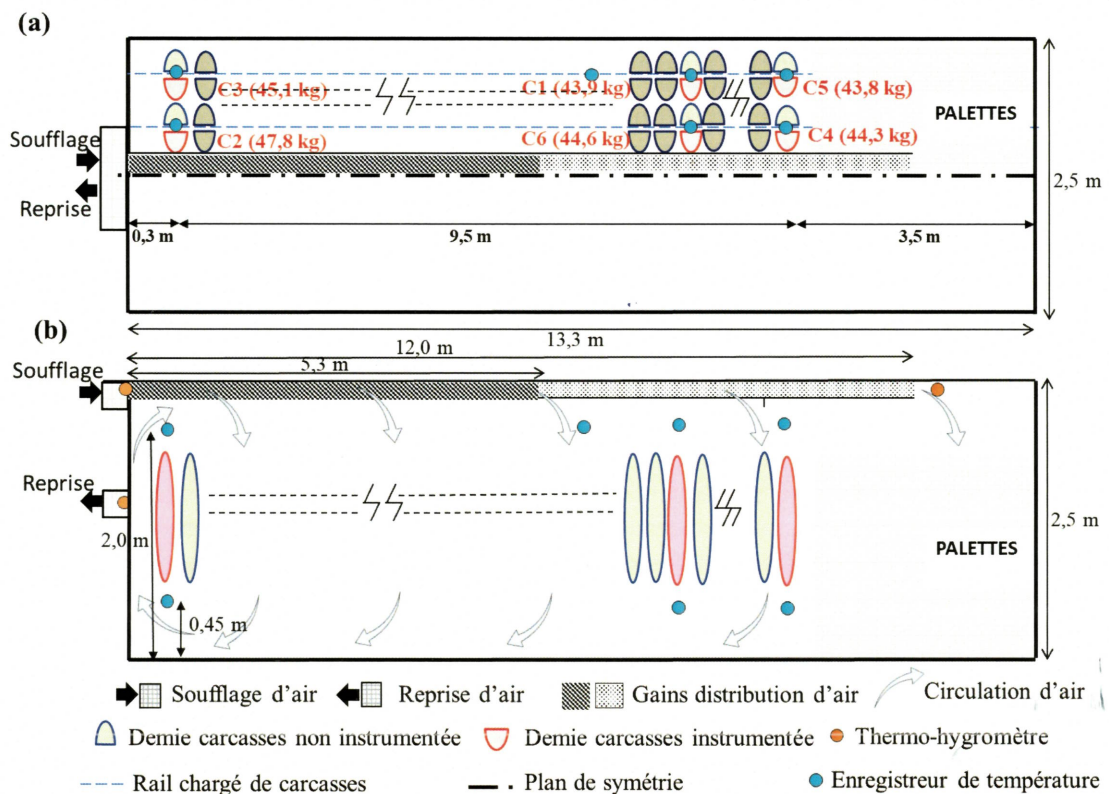 (a)
C3 (45,1 kg)
C1 (43,9 kg)
C5 (43,8 kg)
PALETTES
Soufflage
C2 (47,8 kg)
C6 (44,6 kg)
C4 (44,3 kg)
Reprise
2,5 m
0,3 m
9,5 m
3,5 m
(b)
13,3 m
12,0 m
Soufflage
5,3 m
Reprise
2,0 m
2,5 m
PALETTES
0,45 m
Soufflage d'air
Reprise d'air
Gains distribution d'air
Circulation d'air
Demie carcasses non instrumentée
Demie carcasses instrumentée
Thermo-hygromètre
Rail chargé de carcasses
Plan de symétrie
Enregistreur de température